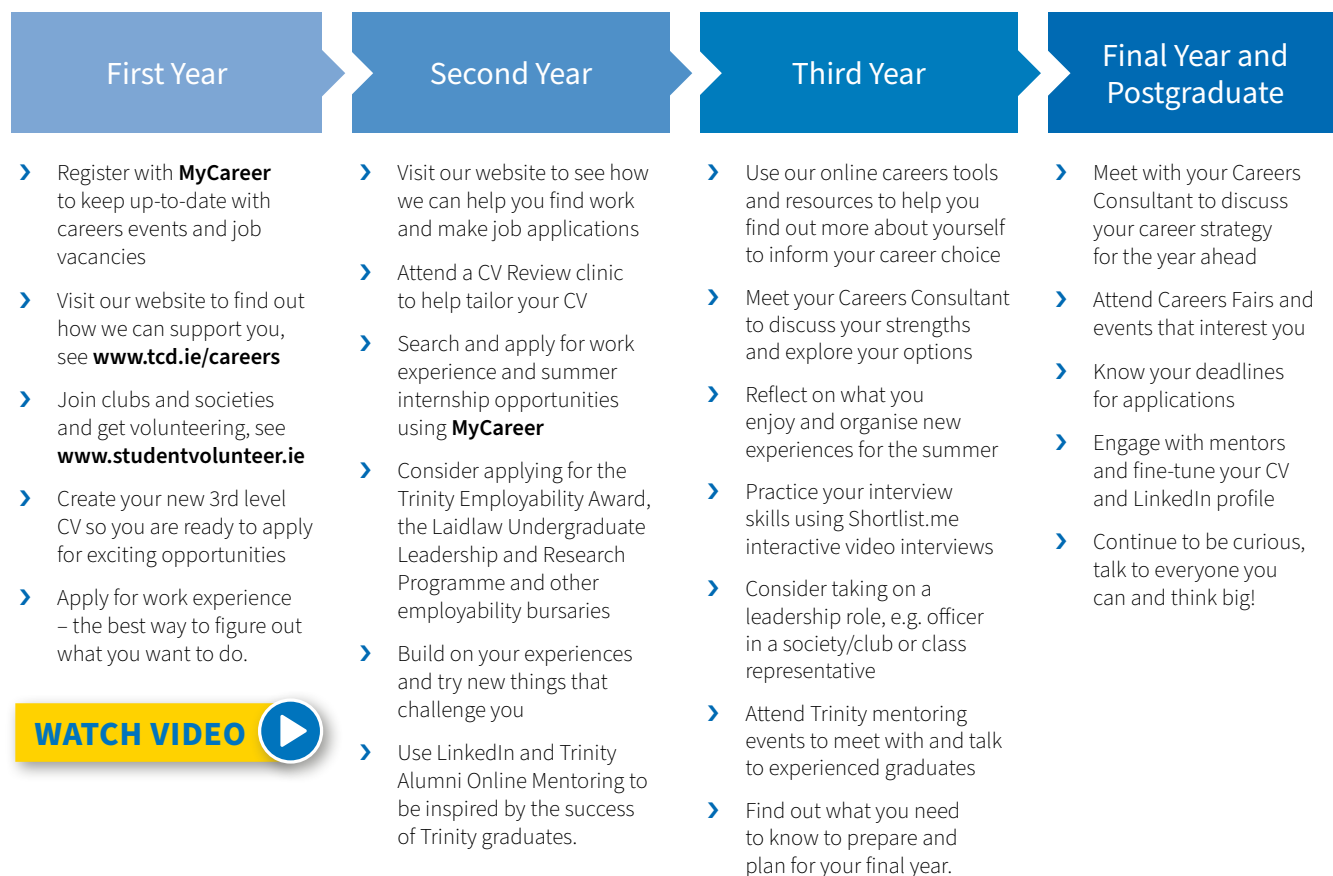 First Year
Register with MyCareer
to keep up-to-date with
careers events and job
vacancies
Visit our website to find out
how we can support you,
see www.tcd.ie/careers
Join clubs and societies
and get volunteering, see
www.studentvolunteer.ie
Create your new 3rd level
CV so you are ready to apply
for exciting opportunities
Apply for work experience
– the best way to figure out
what you want to do.
WATCH VIDEO
Second Year
Visit our website to see how
we can help you find work
and make job applications
Attend a CV Review clinic
to help tailor your CV
Search and apply for work
experience and summer
internship opportunities
using MyCareer
Consider applying for the
Trinity Employability Award,
the Laidlaw Undergraduate
Leadership and Research
Programme and other
employability bursaries
Build on your experiences
and try new things that
challenge you
Use LinkedIn and Trinity
Alumni Online Mentoring to
be inspired by the success
of Trinity graduates.
Third Year
Use our online careers tools
and resources to help you
find out more about yourself
to inform your career choice
Meet your Careers Consultant
to discuss your strengths
and explore your options
Reflect on what you
enjoy and organise new
experiences for the summer
Practice your interview
skills using Shortlist.me
interactive video interviews
Consider taking on a
leadership role, e.g. officer
in a society/club or class
representative
Attend Trinity mentoring
events to meet with and talk
to experienced graduates
Find out what you need
to know to prepare and
plan for your final year.
Final Year and
Postgraduate
Meet with your Careers
Consultant to discuss
your career strategy
for the year ahead
Attend Careers Fairs and
events that interest you
Know your deadlines
for applications
Engage with mentors
and fine-tune your CV
and LinkedIn profile
Continue to be curious,
talk to everyone you
can and think big!